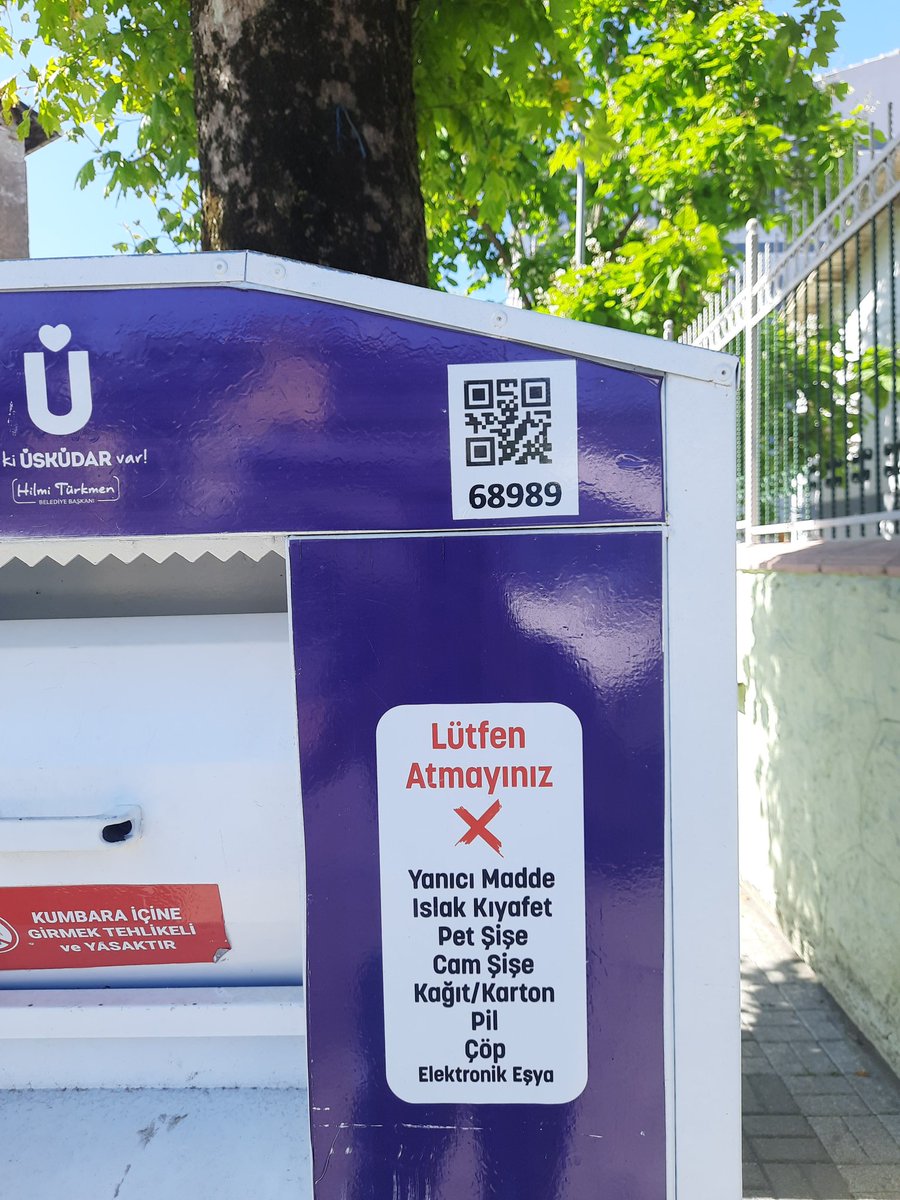 Ü
ki ÜSKÜDAR var!
Hilmi Türkmen
BELEDİYE BAŞKANI
68989
Lütfen
Atmayınız
Yanıcı Madde
Islak Kıyafet
Pet Şişe
Cam Şişe
Kağıt/Karton
Pil
Çöp
Elektronik Eşya
KUMBARA İÇİNE
GİRMEK TEHLİKELİ
ve YASAKTIR